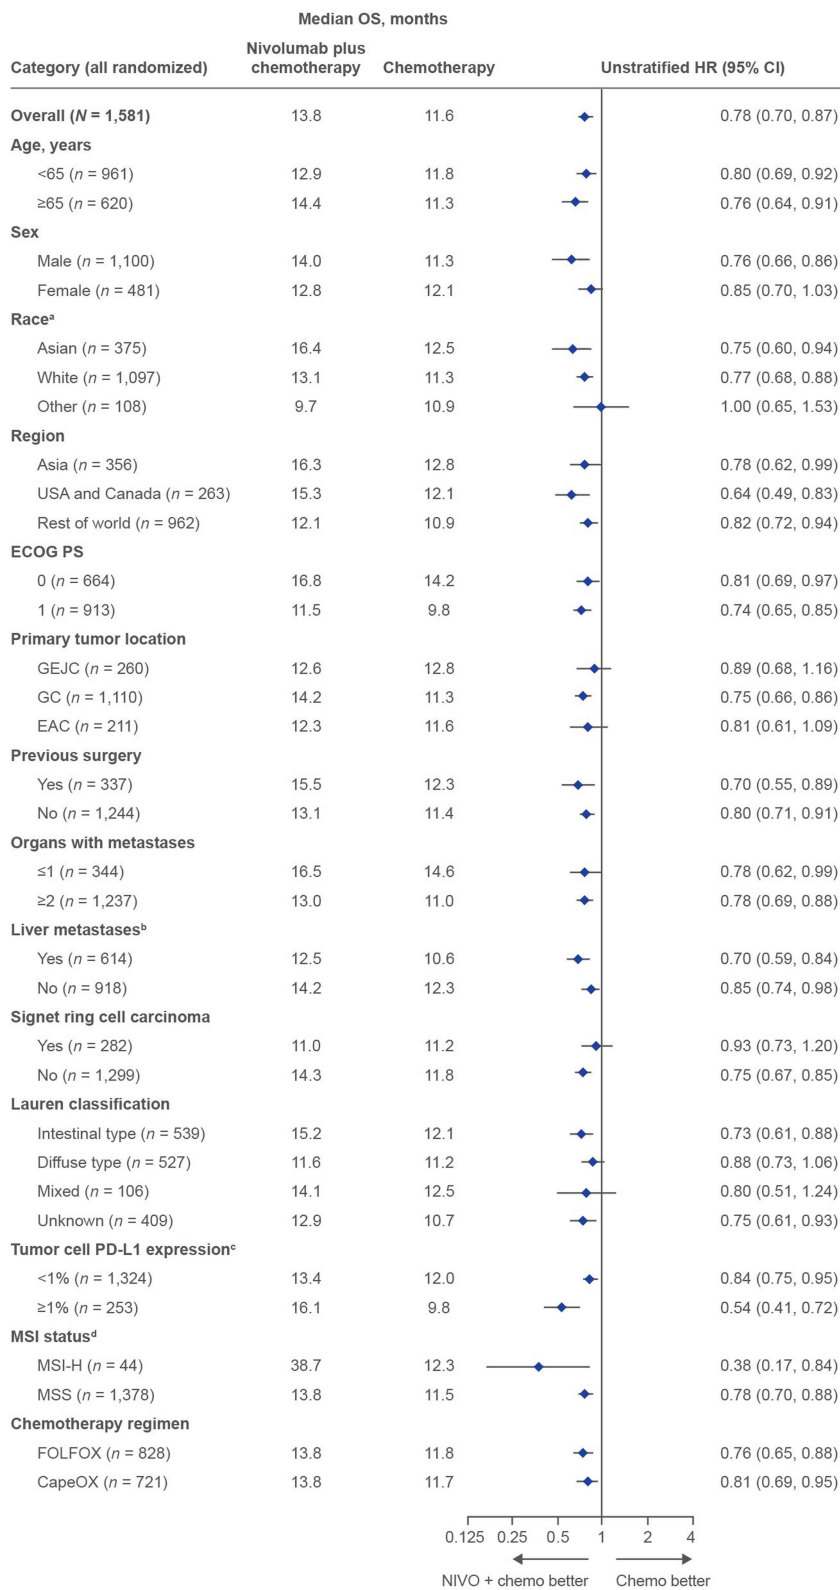 Median OS, months
Nivolumab plus
Category (all randomized) chemotherapy Chemotherapy Unstratified HR (95% CI)
Overall (N = 1,581) 13.8 11.6 0.78 (0.70, 0.87)
Age, years
<65 (n = 961) 12.9 11.8 0.80 (0.69, 0.92)
≥65 (n = 620) 14.4 11.3 0.76 (0.64, 0.91)
Sex
Male (n = 1,100) 14.0 11.3 0.76 (0.66, 0.86)
Female (n = 481) 12.8 12.1 0.85 (0.70, 1.03)
Raceᵃ
Asian (n = 375) 16.4 12.5 0.75 (0.60, 0.94)
White (n = 1,097) 13.1 11.3 0.77 (0.68, 0.88)
Other (n = 108) 9.7 10.9 1.00 (0.65, 1.53)
Region
Asia (n = 356) 16.3 12.8 0.78 (0.62, 0.99)
USA and Canada (n = 263) 15.3 12.1 0.64 (0.49, 0.83)
Rest of world (n = 962) 12.1 10.9 0.82 (0.72, 0.94)
ECOG PS
0 (n = 664) 16.8 14.2 0.81 (0.69, 0.97)
1 (n = 913) 11.5 9.8 0.74 (0.65, 0.85)
Primary tumor location
GEJC (n = 260) 12.6 12.8 0.89 (0.68, 1.16)
GC (n = 1,110) 14.2 11.3 0.75 (0.66, 0.86)
EAC (n = 211) 12.3 11.6 0.81 (0.61, 1.09)
Previous surgery
Yes (n = 337) 15.5 12.3 0.70 (0.55, 0.89)
No (n = 1,244) 13.1 11.4 0.80 (0.71, 0.91)
Organs with metastases
≤1 (n = 344) 16.5 14.6 0.78 (0.62, 0.99)
≥2 (n = 1,237) 13.0 11.0 0.78 (0.69, 0.88)
Liver metastasesᵇ
Yes (n = 614) 12.5 10.6 0.70 (0.59, 0.84)
No (n = 918) 14.2 12.3 0.85 (0.74, 0.98)
Signet ring cell carcinoma
Yes (n = 282) 11.0 11.2 0.93 (0.73, 1.20)
No (n = 1,299) 14.3 11.8 0.75 (0.67, 0.85)
Lauren classification
Intestinal type (n = 539) 15.2 12.1 0.73 (0.61, 0.88)
Diffuse type (n = 527) 11.6 11.2 0.88 (0.73, 1.06)
Mixed (n = 106) 14.1 12.5 0.80 (0.51, 1.24)
Unknown (n = 409) 12.9 10.7 0.75 (0.61, 0.93)
Tumor cell PD-L1 expressionᶜ
<1% (n = 1,324) 13.4 12.0 0.84 (0.75, 0.95)
≥1% (n = 253) 16.1 9.8 0.54 (0.41, 0.72)
MSI statusᵈ
MSI-H (n = 44) 38.7 12.3 0.38 (0.17, 0.84)
MSS (n = 1,378) 13.8 11.5 0.78 (0.70, 0.88)
Chemotherapy regimen
FOLFOX (n = 828) 13.8 11.8 0.76 (0.65, 0.88)
CapeOX (n = 721) 13.8 11.7 0.81 (0.69, 0.95)
0.125 0.25 0.5 1 2 4
NIVO + chemo better Chemo better